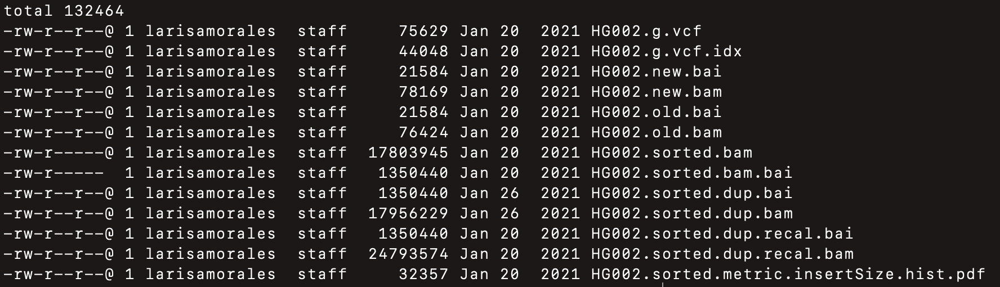 total 132464
-rw-r--r--@ 1 larisamorales  staff     75629 Jan 20  2021 HG002.g.vcf
-rw-r--r--@ 1 larisamorales  staff     44048 Jan 20  2021 HG002.g.vcf.idx
-rw-r--r--@ 1 larisamorales  staff     21584 Jan 20  2021 HG002.new.bai
-rw-r--r--@ 1 larisamorales  staff     78169 Jan 20  2021 HG002.new.bam
-rw-r--r--@ 1 larisamorales  staff     21584 Jan 20  2021 HG002.old.bai
-rw-r--r--@ 1 larisamorales  staff     76424 Jan 20  2021 HG002.old.bam
-rw-r-----@ 1 larisamorales  staff  17803945 Jan 20  2021 HG002.sorted.bam
-rw-r-----  1 larisamorales  staff   1350440 Jan 20  2021 HG002.sorted.bam.bai
-rw-r--r--@ 1 larisamorales  staff   1350440 Jan 26  2021 HG002.sorted.dup.bai
-rw-r--r--@ 1 larisamorales  staff  17956229 Jan 26  2021 HG002.sorted.dup.bam
-rw-r--r--@ 1 larisamorales  staff   1350440 Jan 20  2021 HG002.sorted.dup.recal.bai
-rw-r--r--@ 1 larisamorales  staff  24793574 Jan 20  2021 HG002.sorted.dup.recal.bam
-rw-r--r--@ 1 larisamorales  staff     32357 Jan 20  2021 HG002.sorted.metric.insertSize.hist.pdf